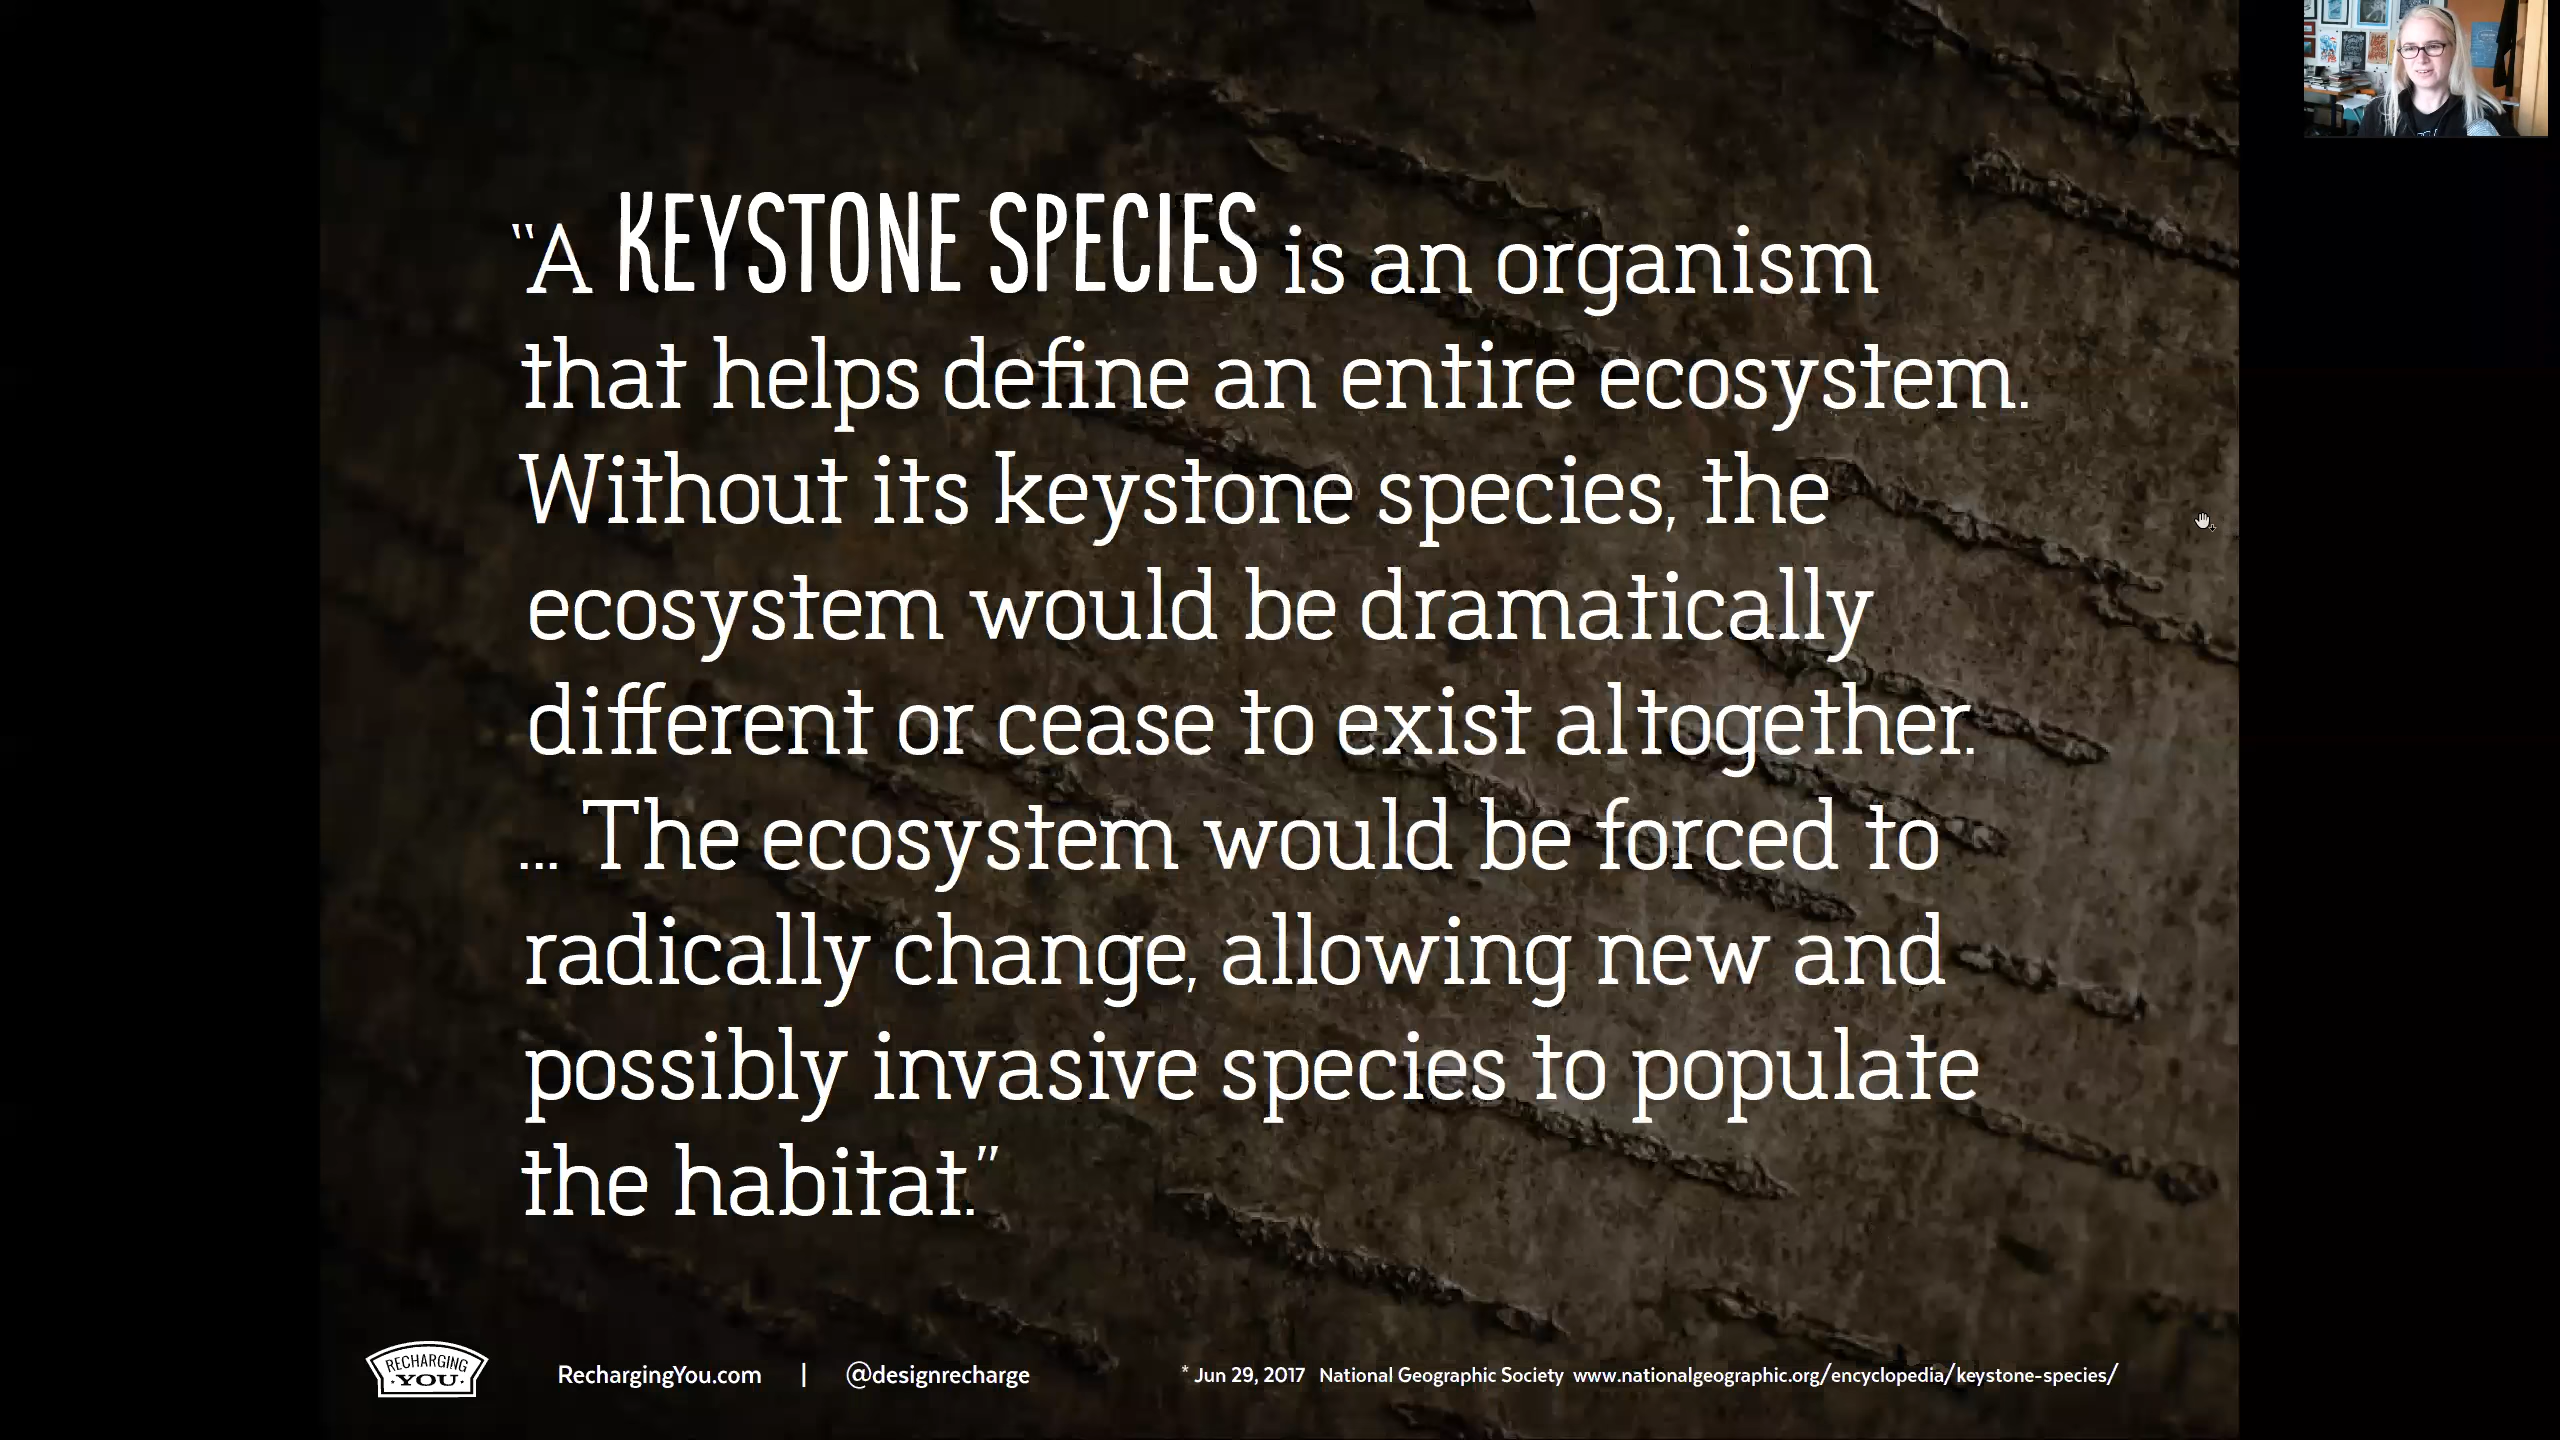 “A KEYSTONE SPECIES is an organism
that helps define an entire ecosystem.
Without its keystone species, the
ecosystem would be dramatically
different or cease to exist altogether.
... The ecosystem would be forced to
radically change, allowing new and
possibly invasive species to populate
the habitat.”
RECHARGING
·YOU·
RechargingYou.com | @designrecharge
* Jun 29, 2017 National Geographic Society www.nationalgeographic.org/encyclopedia/keystone-species/